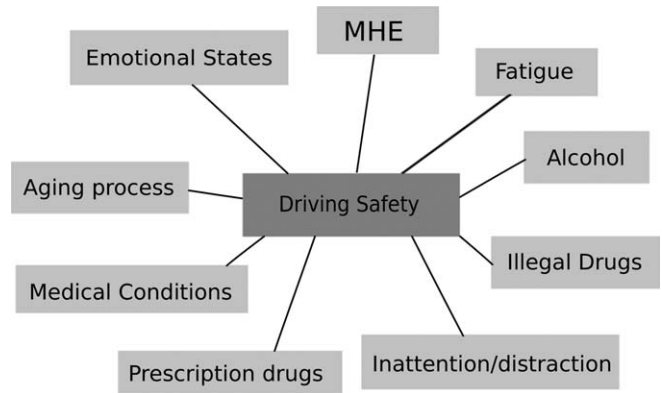 MHE
Emotional States
Fatigue
Alcohol
Aging process
Driving Safety
Illegal Drugs
Medical Conditions
Inattention/distraction
Prescription drugs